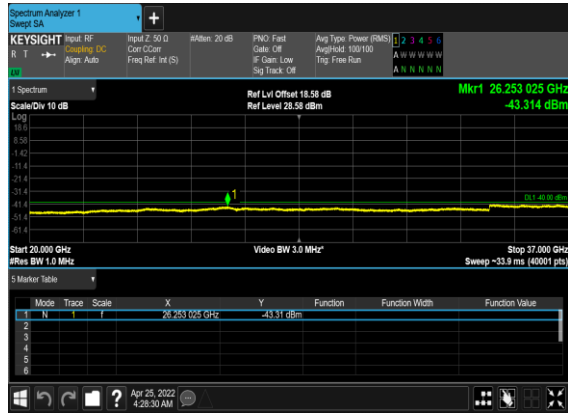 Spectrum Analyzer 1
Swept SA
+
KEYSIGHT Input: RF Input Z: 50 Ω #Atten: 20 dB PNO: Fast Avg Type: Power (RMS) 1 2 3 4 5 6
R T Coupling: DC Corr CCorr Gate: Off Avg|Hold: 100/100 A W W W W W
Align: Auto Freq Ref: Int (S) IF Gain: Low Trig: Free Run
LW Sig Track: Off A N N N N N
1 Spectrum Ref Lvl Offset 18.58 dB Mkr1 26.253 025 GHz
Scale/Div 10 dB Ref Level 28.58 dBm -43.314 dBm
Log
18.6
8.58
-1.42
-11.4
-21.4
-31.4
1
DL1 -40.00 dBm
-41.4
-51.4
-61.4
Start 20.000 GHz Video BW 3.0 MHz* Stop 37.000 GHz
#Res BW 1.0 MHz Sweep ~33.9 ms (40001 pts)
5 Marker Table
Mode Trace Scale X Y Function Function Width Function Value
1 N 1 f 26.253 025 GHz -43.31 dBm
2
3
4
5
6
? Apr 25, 2022
4:28:30 AM